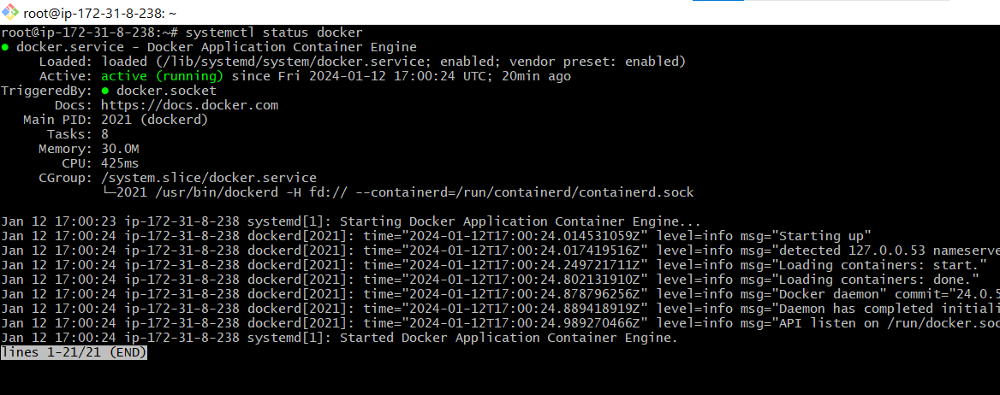 root@ip-172-31-8-238: ~
root@ip-172-31-8-238:~# systemctl status docker
● docker.service - Docker Application Container Engine
     Loaded: loaded (/lib/systemd/system/docker.service; enabled; vendor preset: enabled)
     Active: active (running) since Fri 2024-01-12 17:00:24 UTC; 20min ago
TriggeredBy: ● docker.socket
       Docs: https://docs.docker.com
   Main PID: 2021 (dockerd)
      Tasks: 8
     Memory: 30.0M
        CPU: 425ms
     CGroup: /system.slice/docker.service
             └─2021 /usr/bin/dockerd -H fd:// --containerd=/run/containerd/containerd.sock
Jan 12 17:00:23 ip-172-31-8-238 systemd[1]: Starting Docker Application Container Engine...
Jan 12 17:00:24 ip-172-31-8-238 dockerd[2021]: time="2024-01-12T17:00:24.014531059Z" level=info msg="Starting up"
Jan 12 17:00:24 ip-172-31-8-238 dockerd[2021]: time="2024-01-12T17:00:24.017419516Z" level=info msg="detected 127.0.0.53 nameserve
Jan 12 17:00:24 ip-172-31-8-238 dockerd[2021]: time="2024-01-12T17:00:24.249721711Z" level=info msg="Loading containers: start."
Jan 12 17:00:24 ip-172-31-8-238 dockerd[2021]: time="2024-01-12T17:00:24.802131910Z" level=info msg="Loading containers: done."
Jan 12 17:00:24 ip-172-31-8-238 dockerd[2021]: time="2024-01-12T17:00:24.878796256Z" level=info msg="Docker daemon" commit="24.0.5
Jan 12 17:00:24 ip-172-31-8-238 dockerd[2021]: time="2024-01-12T17:00:24.889418919Z" level=info msg="Daemon has completed initiali
Jan 12 17:00:24 ip-172-31-8-238 dockerd[2021]: time="2024-01-12T17:00:24.989270466Z" level=info msg="API listen on /run/docker.soc
Jan 12 17:00:24 ip-172-31-8-238 systemd[1]: Started Docker Application Container Engine.
lines 1-21/21 (END)